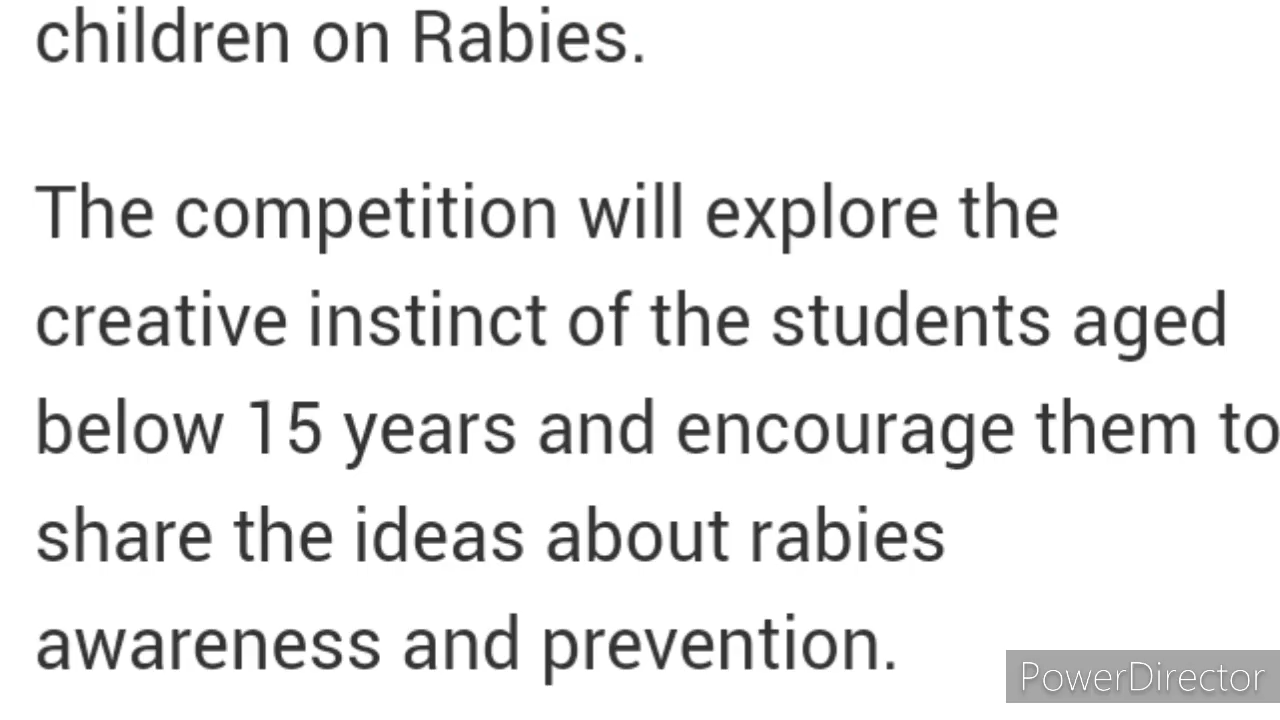 children on Rabies.
The competition will explore the
creative instinct of the students aged
below 15 years and encourage them to
share the ideas about rabies
awareness and prevention.
PowerDirector